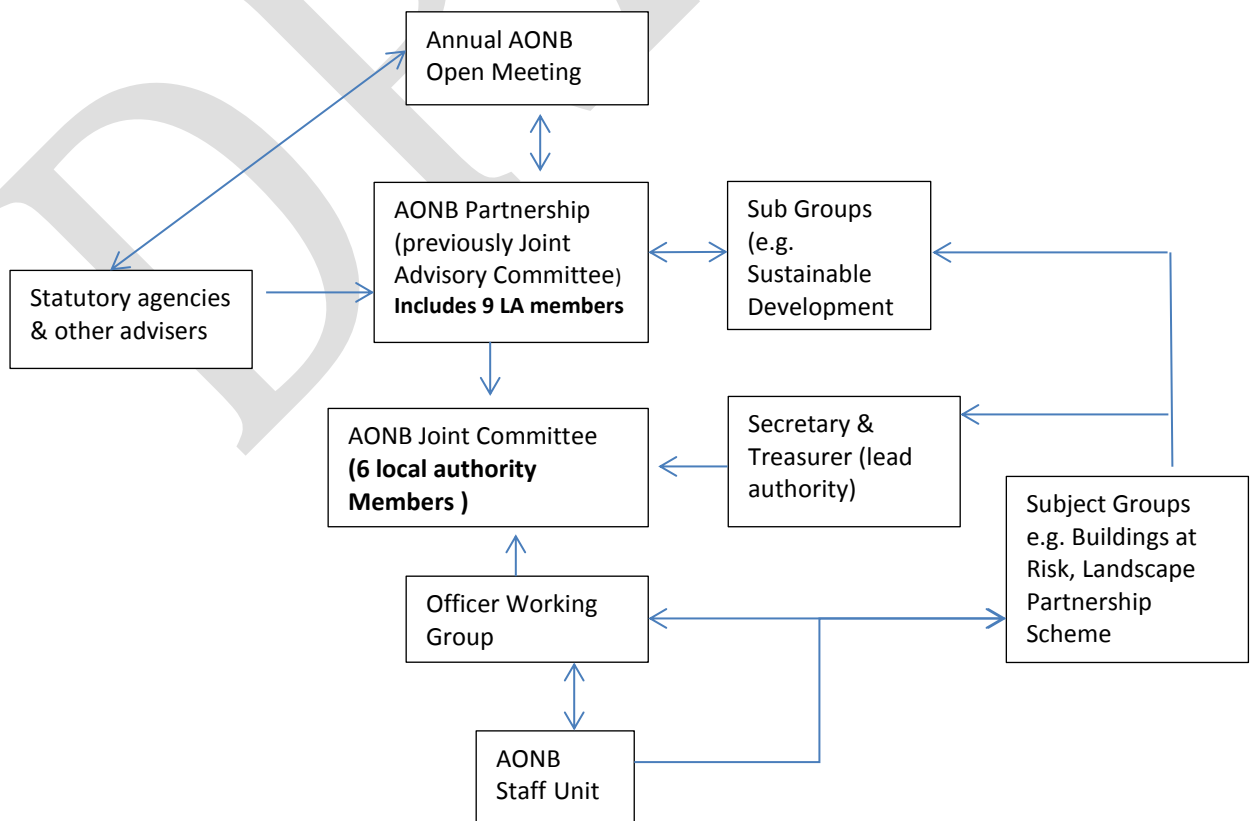 Annual AONB
Open Meeting
AONB Partnership
(previously Joint
Advisory Committee)
Includes 9 LA members
Sub Groups
(e.g.
Sustainable
Development
Statutory agencies
& other advisers
AONB Joint Committee
(6 local authority
Members )
Secretary &
Treasurer (lead
authority)
Subject Groups
e.g. Buildings at
Risk, Landscape
Partnership
Scheme
Officer Working
Group
AONB
Staff Unit